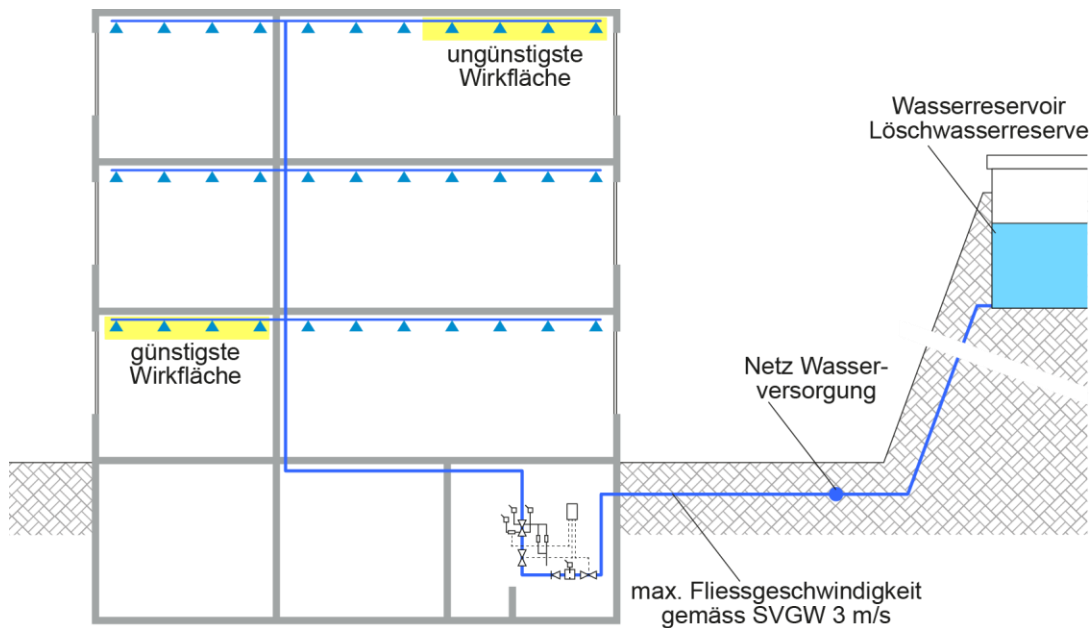 ungünstigste
Wirkfläche
Wasserreservoir
Löschwasserreserve
günstigste
Wirkfläche
Netz Wasser-
versorgung
max. Fliessgeschwindigkeit
gemäss SVGW 3 m/s